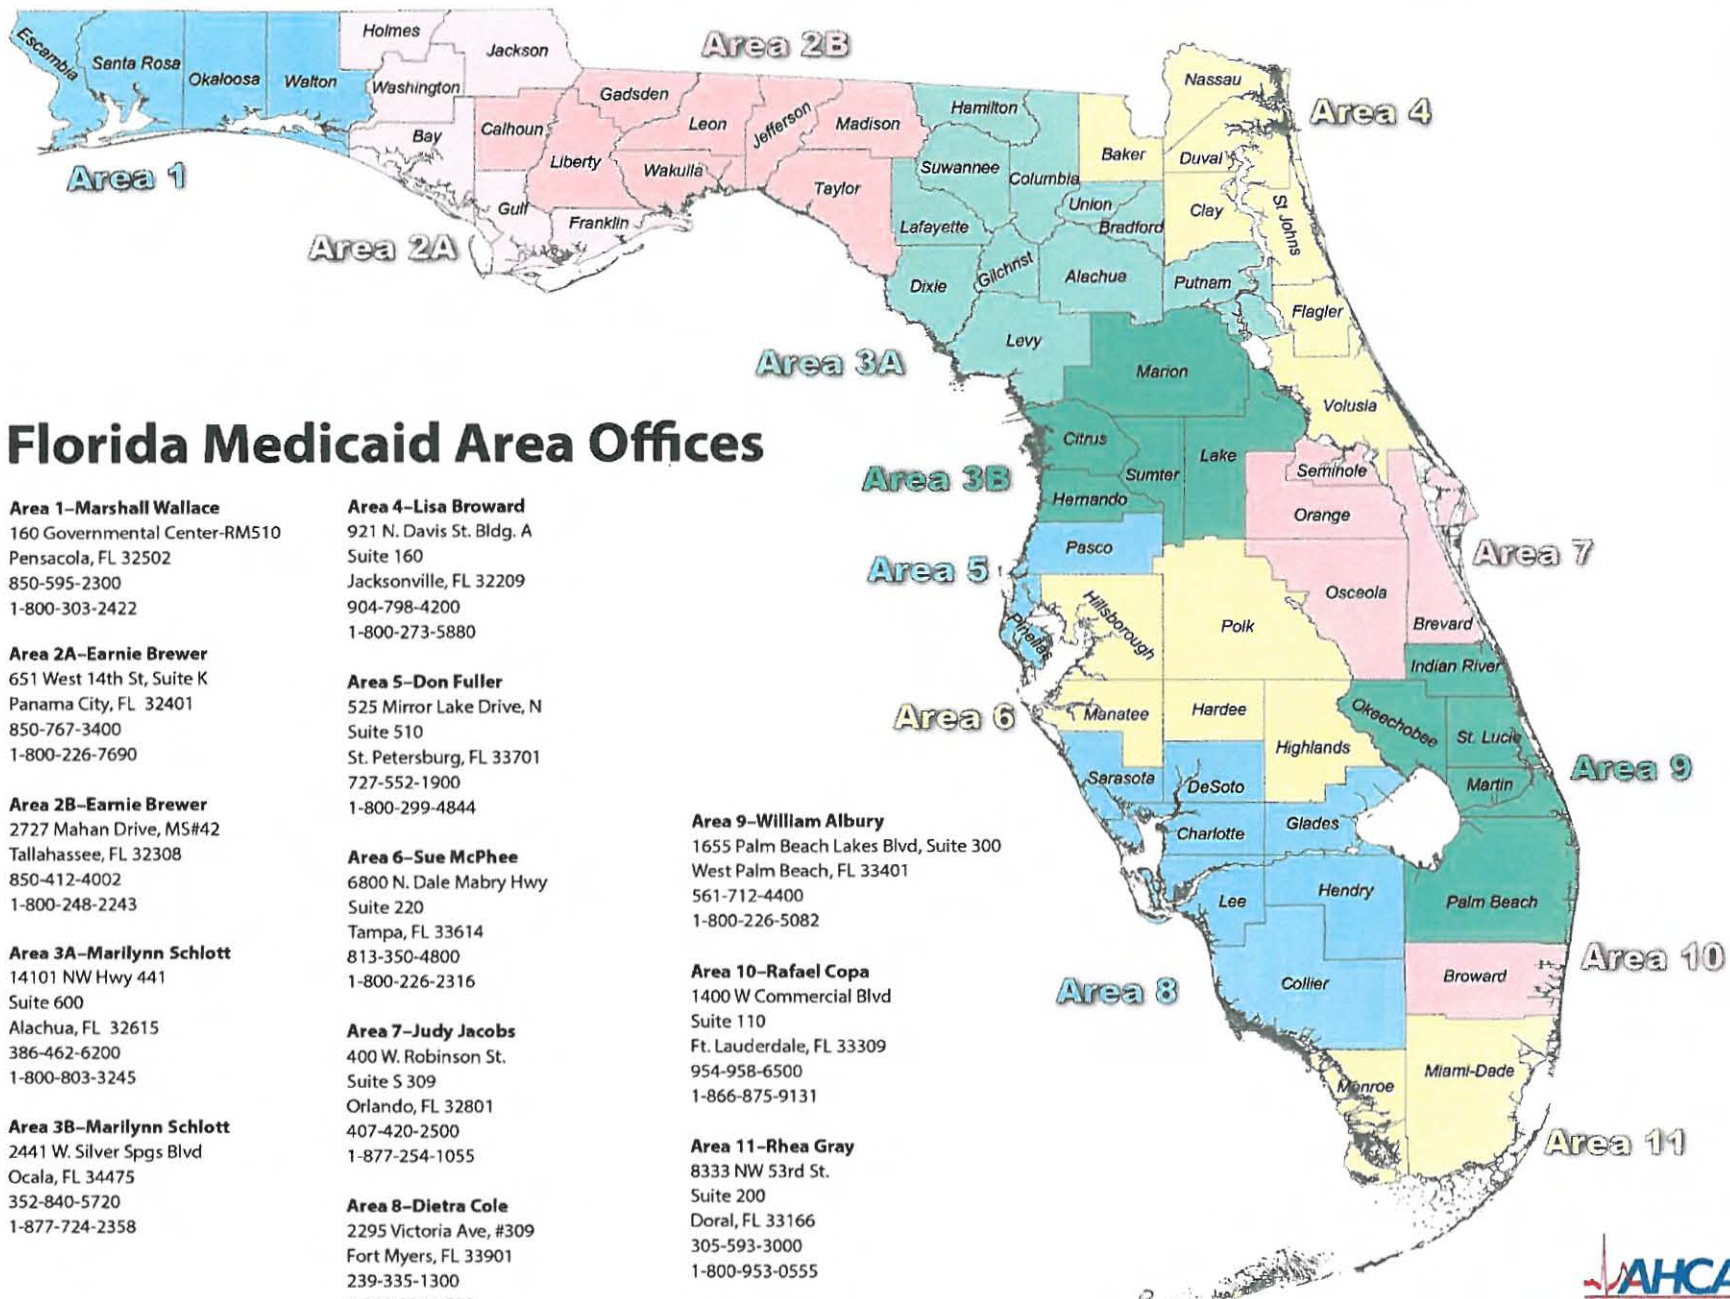 Escambia
Santa Rosa
Okaloosa
Walton
Holmes
Jackson
Washington
Bay
Calhoun
Gulf
Franklin
Liberty
Gadsden
Leon
Wakulla
Jefferson
Madison
Taylor
Area 1
Area 2A
Area 2B
Hamilton
Suwannee
Columbia
Lafayette
Union
Bradford
Dixie
Gilchrist
Alachua
Putnam
Levy
Area 3A
Nassau
Baker
Duval
Clay
St Johns
Flagler
Volusia
Area 4
Marion
Citrus
Sumter
Lake
Hernando
Area 3B
Pasco
Pinellas
Area 5
Hillsborough
Polk
Manatee
Hardee
Highlands
Area 6
Seminole
Orange
Osceola
Brevard
Area 7
Indian River
Okeechobee
St. Lucie
Martin
Palm Beach
Area 9
Sarasota
DeSoto
Charlotte
Glades
Lee
Hendry
Collier
Area 8
Broward
Area 10
Monroe
Miami-Dade
Area 11
Florida Medicaid Area Offices
Area 1–Marshall Wallace
160 Governmental Center-RM510
Pensacola, FL 32502
850-595-2300
1-800-303-2422
Area 2A–Earnie Brewer
651 West 14th St, Suite K
Panama City, FL 32401
850-767-3400
1-800-226-7690
Area 2B–Earnie Brewer
2727 Mahan Drive, MS#42
Tallahassee, FL 32308
850-412-4002
1-800-248-2243
Area 3A–Marilynn Schlott
14101 NW Hwy 441
Suite 600
Alachua, FL 32615
386-462-6200
1-800-803-3245
Area 3B–Marilynn Schlott
2441 W. Silver Spgs Blvd
Ocala, FL 34475
352-840-5720
1-877-724-2358
Area 4–Lisa Broward
921 N. Davis St. Bldg. A
Suite 160
Jacksonville, FL 32209
904-798-4200
1-800-273-5880
Area 5–Don Fuller
525 Mirror Lake Drive, N
Suite 510
St. Petersburg, FL 33701
727-552-1900
1-800-299-4844
Area 6–Sue McPhee
6800 N. Dale Mabry Hwy
Suite 220
Tampa, FL 33614
813-350-4800
1-800-226-2316
Area 7–Judy Jacobs
400 W. Robinson St.
Suite S 309
Orlando, FL 32801
407-420-2500
1-877-254-1055
Area 8–Dietra Cole
2295 Victoria Ave, #309
Fort Myers, FL 33901
239-335-1300
Area 9–William Albury
1655 Palm Beach Lakes Blvd, Suite 300
West Palm Beach, FL 33401
561-712-4400
1-800-226-5082
Area 10–Rafael Copa
1400 W Commercial Blvd
Suite 110
Ft. Lauderdale, FL 33309
954-958-6500
1-866-875-9131
Area 11–Rhea Gray
8333 NW 53rd St.
Suite 200
Doral, FL 33166
305-593-3000
1-800-953-0555
AHCA